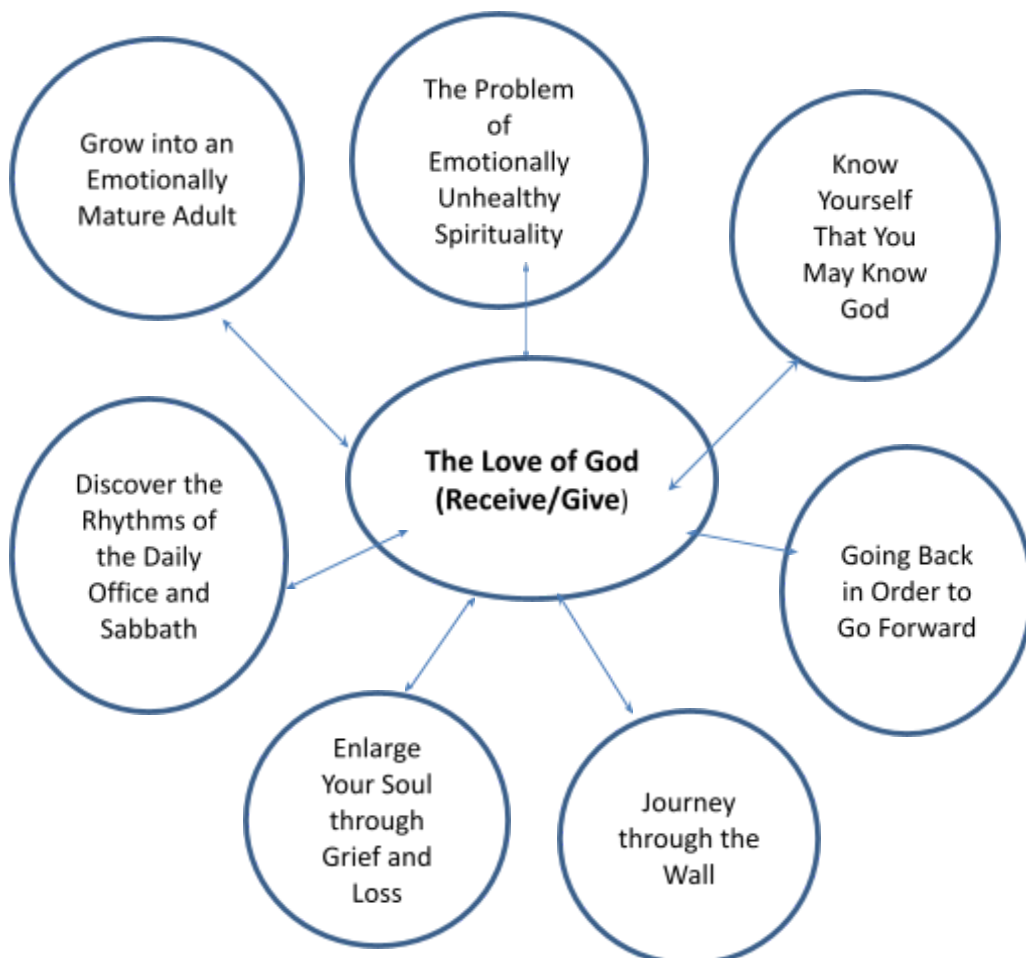 The Problem
of
Emotionally
Unhealthy
Spirituality
Grow into an
Emotionally
Mature Adult
Know
Yourself
That You
May Know
God
The Love of God
(Receive/Give)
Discover the
Rhythms of
the Daily
Office and
Sabbath
Going Back
in Order to
Go Forward
Enlarge
Your Soul
through
Grief and
Loss
Journey
through the
Wall